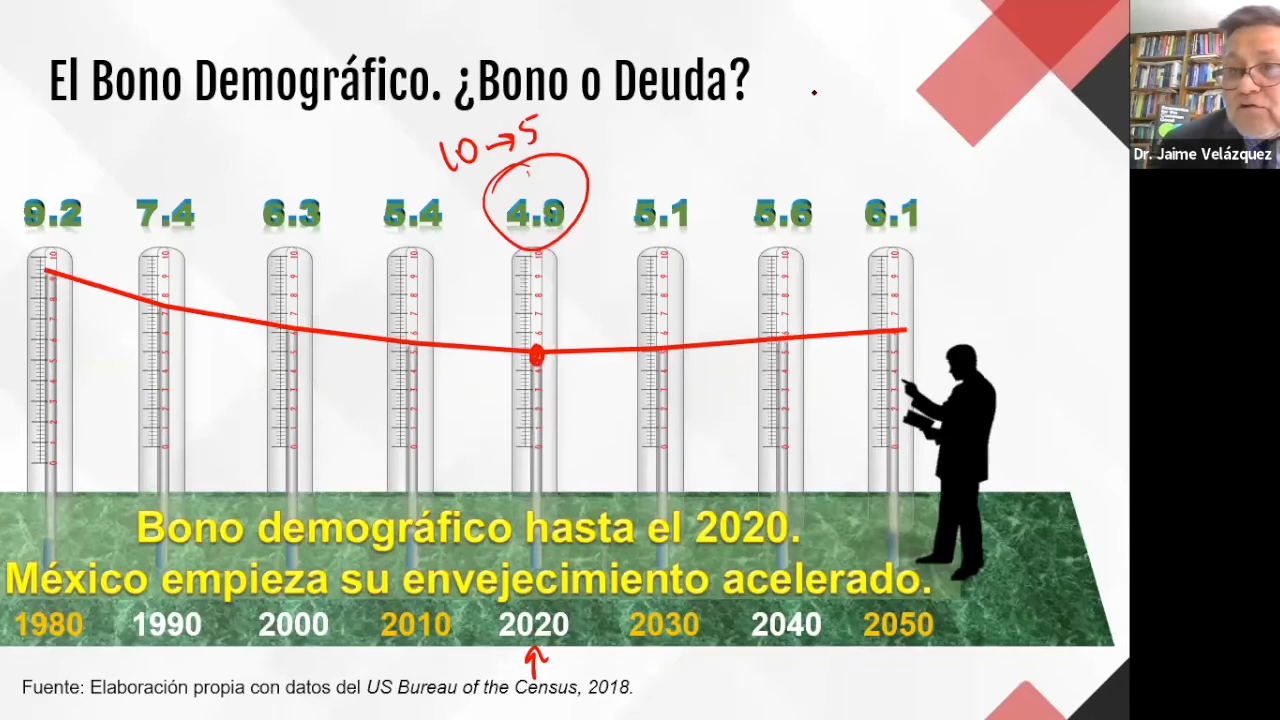 El Bono Demográfico. ¿Bono o Deuda?
Dr. Jaime Velázquez
10→5
9.2 7.4 6.3 5.4 4.9 5.1 5.6 6.1
Bono demográfico hasta el 2020.
México empieza su envejecimiento acelerado.
1980 1990 2000 2010 2020 2030 2040 2050
Fuente: Elaboración propia con datos del US Bureau of the Census, 2018.